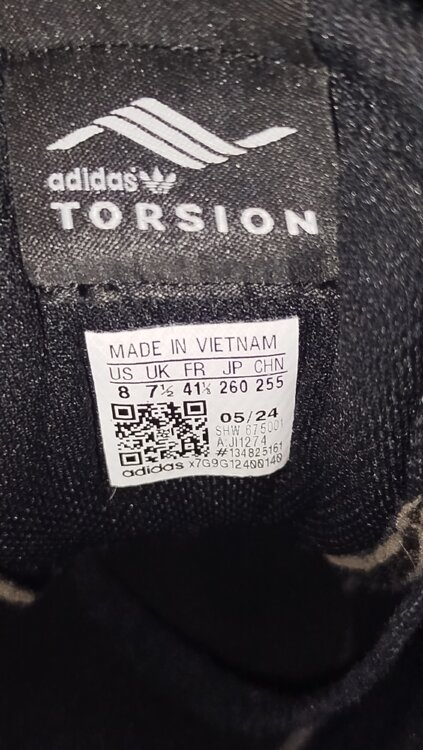 adidas
TORSION
MADE IN VIETNAM
US UK FR JP CHN
8 7½ 41⅓ 260 255
05/24
SHW 675001
A:JI1274
#134825161
adidas x7G9G12400140